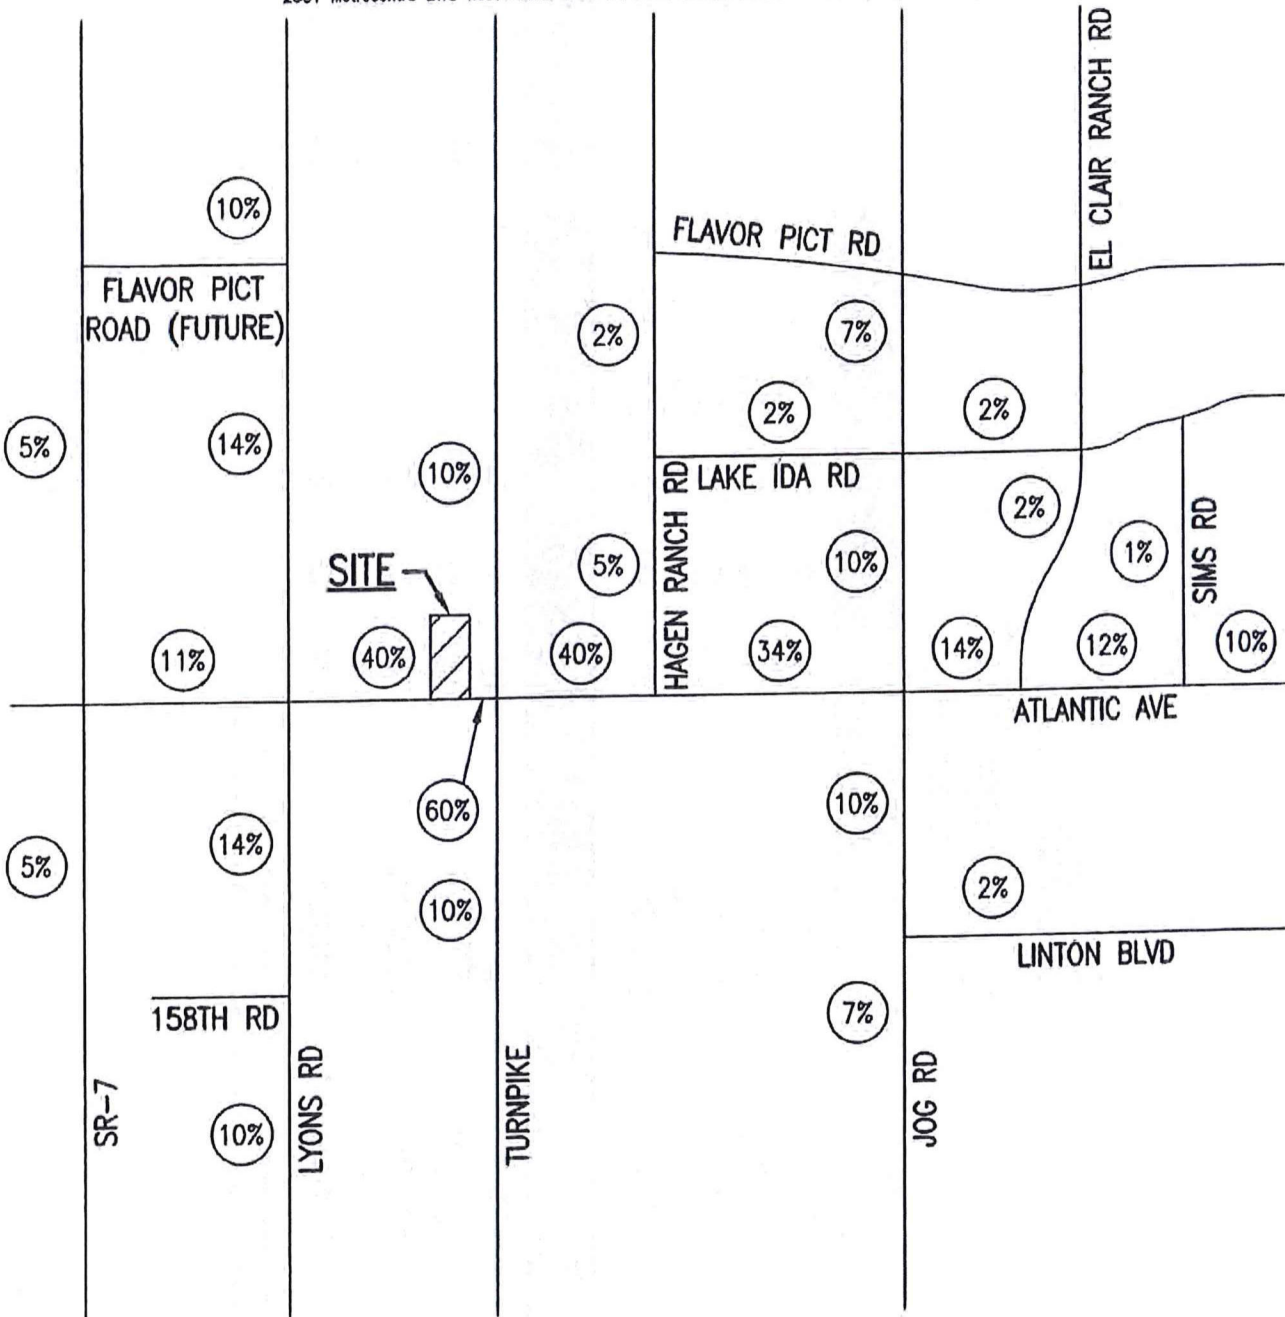 EL CLAIR RANCH RD
10%
FLAVOR PICT RD
FLAVOR PICT
ROAD (FUTURE)
2%
7%
2%
2%
5%
14%
10%
HAGEN RANCH RD
LAKE IDA RD
2%
SIMS RD
1%
SITE
5%
10%
11%
40%
40%
34%
14%
12%
10%
ATLANTIC AVE
60%
10%
5%
14%
10%
2%
LINTON BLVD
158TH RD
7%
SR-7
LYONS RD
TURNPIKE
JOG RD
10%